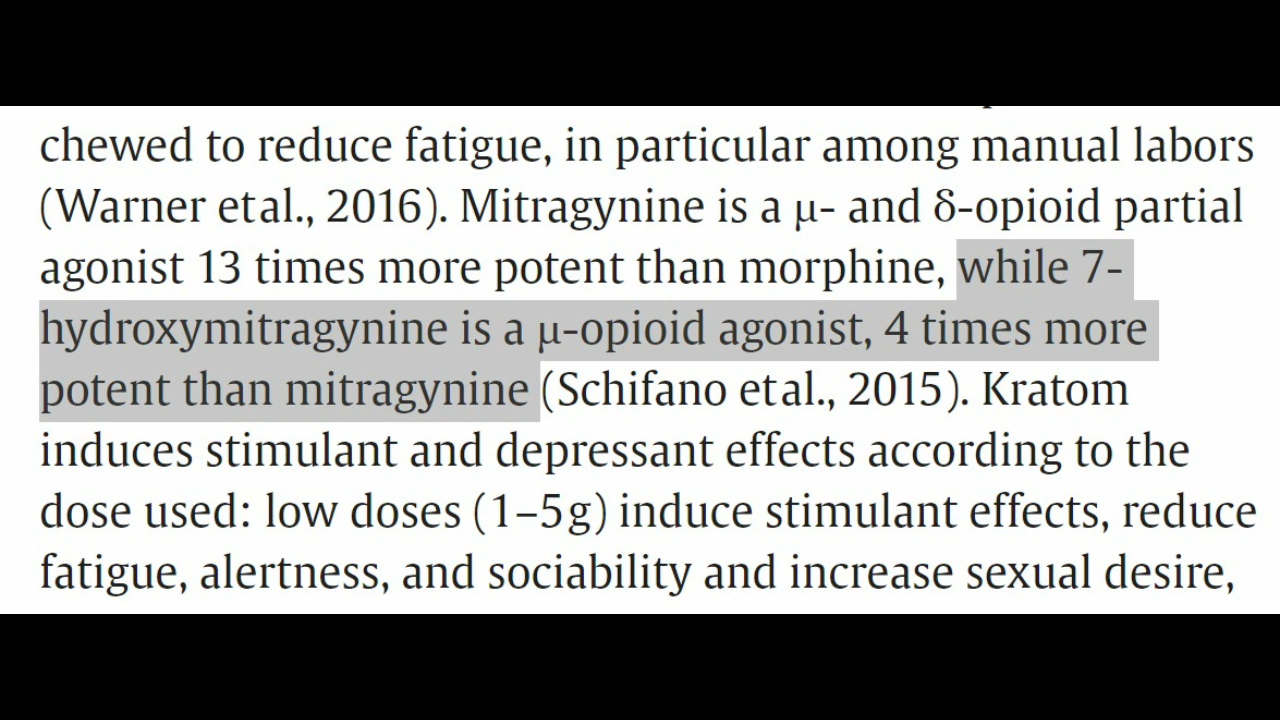 chewed to reduce fatigue, in particular among manual labors
(Warner et al., 2016). Mitragynine is a μ- and δ-opioid partial
agonist 13 times more potent than morphine, while 7-
hydroxymitragynine is a μ-opioid agonist, 4 times more
potent than mitragynine (Schifano et al., 2015). Kratom
induces stimulant and depressant effects according to the
dose used: low doses (1–5 g) induce stimulant effects, reduce
fatigue, alertness, and sociability and increase sexual desire,